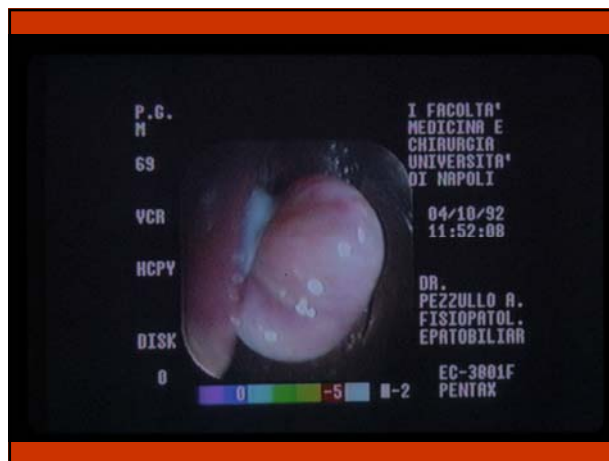 P.G.
M
69
VCR
HCPY
DISK
0
I FACOLTA'
MEDICINA E
CHIRURGIA
UNIVERSITA'
DI NAPOLI
04/10/92
11:52:08
DR.
PEZZULLO A.
FISIOPATOL.
EPATOBILIAR
EC-3801F
PENTAX
0 -5 -2